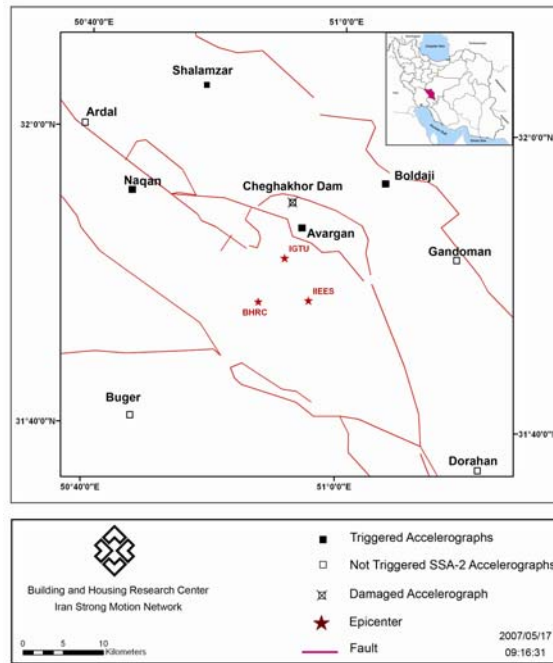 50°40'0"E
51°0'0"E
Shalamzar
Ardal
32°0'0"N
32°0'0"N
Naqan
Cheghakhor Dam
Boldaji
Avargan
Gandoman
IGTU
IIEES
BHRC
Buger
31°40'0"N
31°40'0"N
Dorahan
50°40'0"E
51°0'0"E
Building and Housing Research Center
Iran Strong Motion Network
0 2.5 5 10
Kilometers
Triggered Accelerographs
Not Triggered SSA-2 Accelerographs
Damaged Accelerograph
Epicenter
Fault
2007/05/17
09:16:31